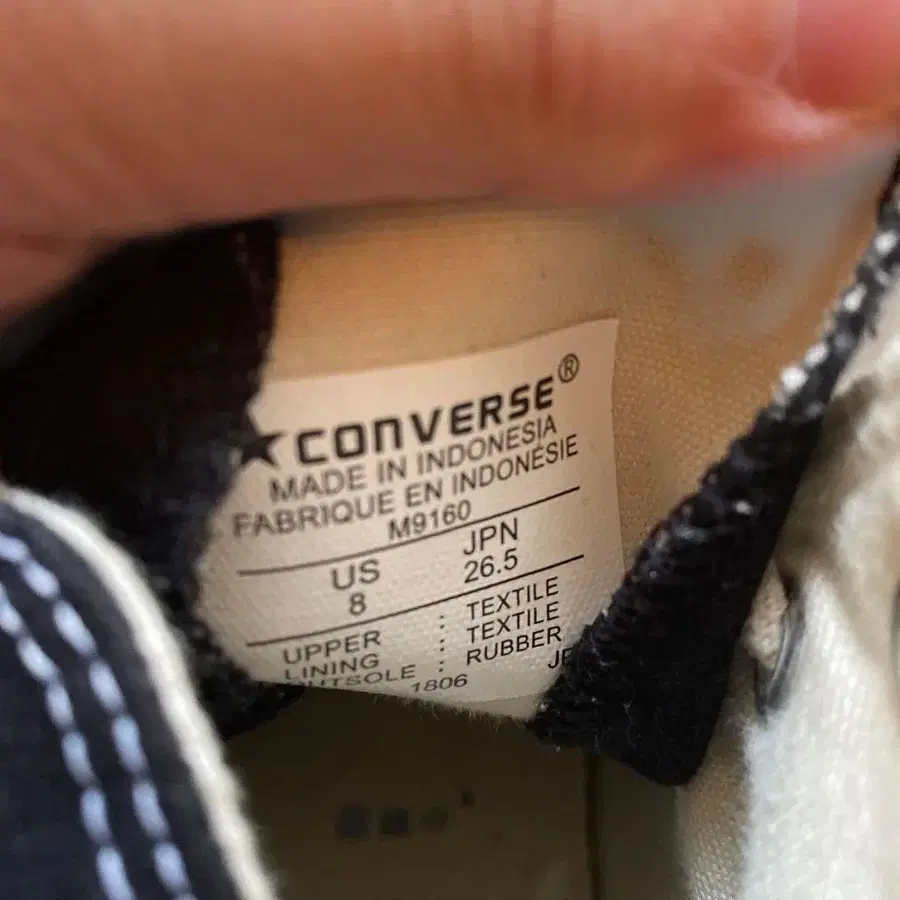 ★CONVERSE®
MADE IN INDONESIA
FABRIQUE EN INDONÉSIE
M9160
US JPN
8 26.5
UPPER : TEXTILE
LINING : TEXTILE
OUTSOLE : RUBBER
1806